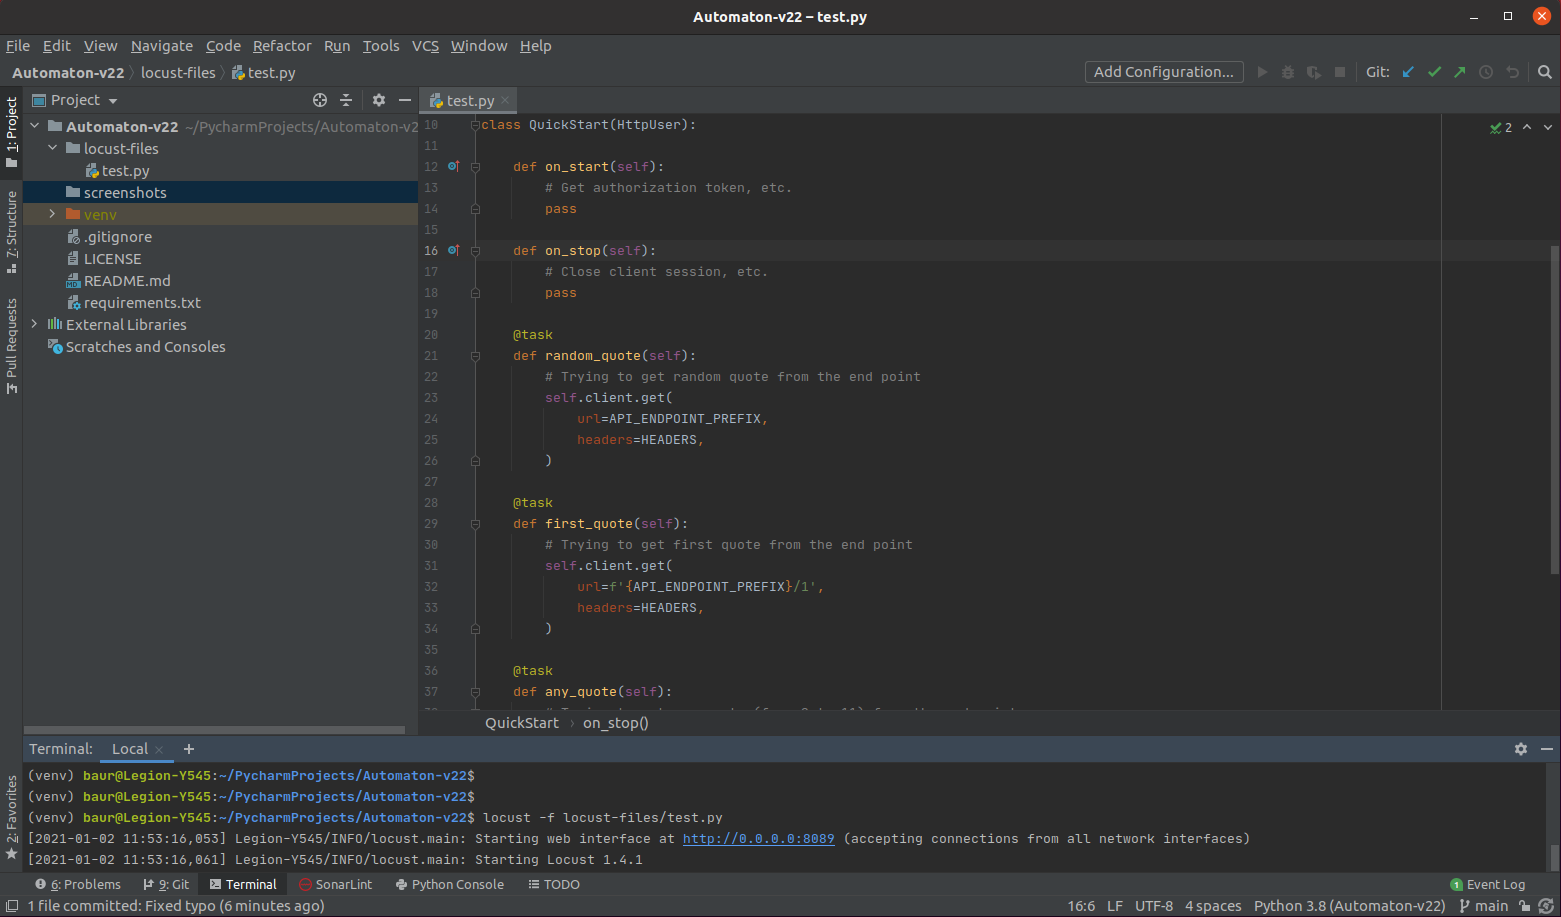 Automaton-v22 – test.py
File Edit View Navigate Code Refactor Run Tools VCS Window Help
Automaton-v22 locust-files test.py
Add Configuration... Git:
1: Project
7: Structure
Pull Requests
2: Favorites
Project
Automaton-v22 ~/PycharmProjects/Automaton-v2
locust-files
test.py
screenshots
venv
.gitignore
LICENSE
README.md
requirements.txt
External Libraries
Scratches and Consoles
test.py
2
10 class QuickStart(HttpUser):
11
12 def on_start(self):
13 # Get authorization token, etc.
14 pass
15
16 def on_stop(self):
17 # Close client session, etc.
18 pass
19
20 @task
21 def random_quote(self):
22 # Trying to get random quote from the end point
23 self.client.get(
24 url=API_ENDPOINT_PREFIX,
25 headers=HEADERS,
26 )
27
28 @task
29 def first_quote(self):
30 # Trying to get first quote from the end point
31 self.client.get(
32 url=f'{API_ENDPOINT_PREFIX}/1',
33 headers=HEADERS,
34 )
35
36 @task
37 def any_quote(self):
QuickStart on_stop()
Terminal: Local +
(venv) baur@Legion-Y545:~/PycharmProjects/Automaton-v22$
(venv) baur@Legion-Y545:~/PycharmProjects/Automaton-v22$
(venv) baur@Legion-Y545:~/PycharmProjects/Automaton-v22$ locust -f locust-files/test.py
[2021-01-02 11:53:16,053] Legion-Y545/INFO/locust.main: Starting web interface at http://0.0.0.0:8089 (accepting connections from all network interfaces)
[2021-01-02 11:53:16,061] Legion-Y545/INFO/locust.main: Starting Locust 1.4.1
6: Problems 9: Git Terminal SonarLint Python Console TODO 1 Event Log
1 file committed: Fixed typo (6 minutes ago) 16:6 LF UTF-8 4 spaces Python 3.8 (Automaton-v22) main